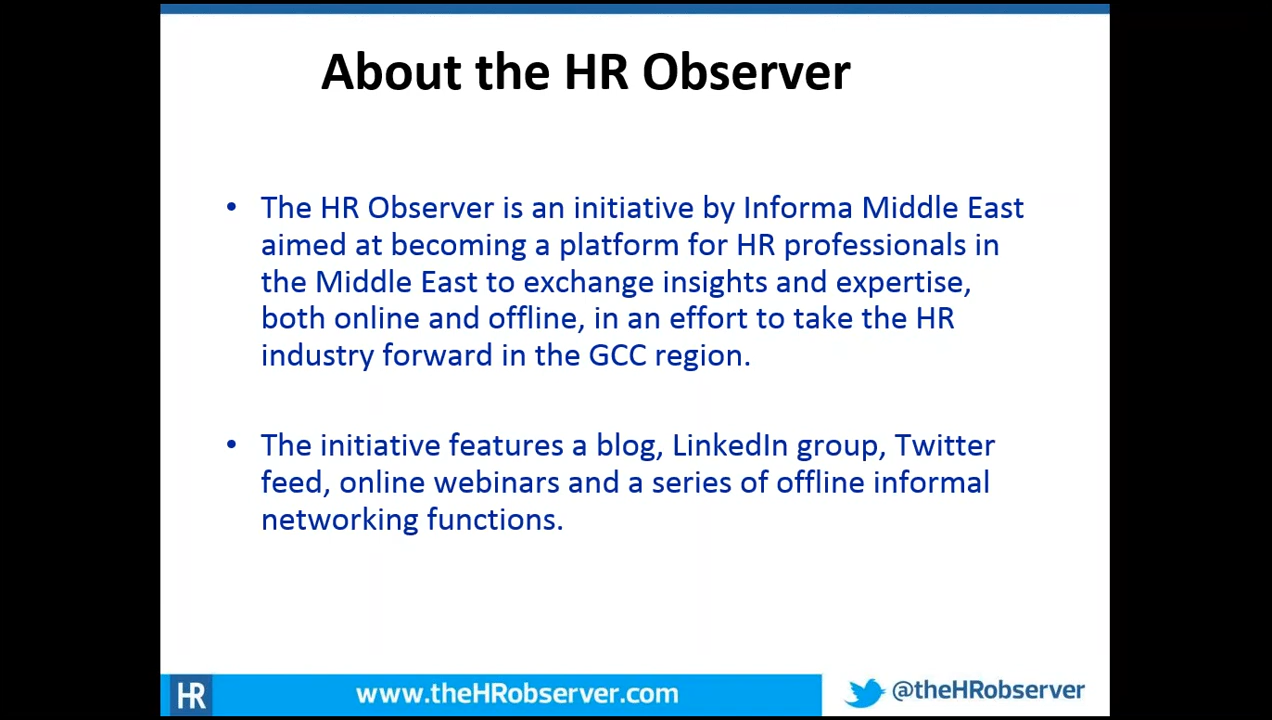 About the HR Observer
• The HR Observer is an initiative by Informa Middle East
aimed at becoming a platform for HR professionals in
the Middle East to exchange insights and expertise,
both online and offline, in an effort to take the HR
industry forward in the GCC region.
• The initiative features a blog, LinkedIn group, Twitter
feed, online webinars and a series of offline informal
networking functions.
HR
www.theHRobserver.com
@theHRobserver